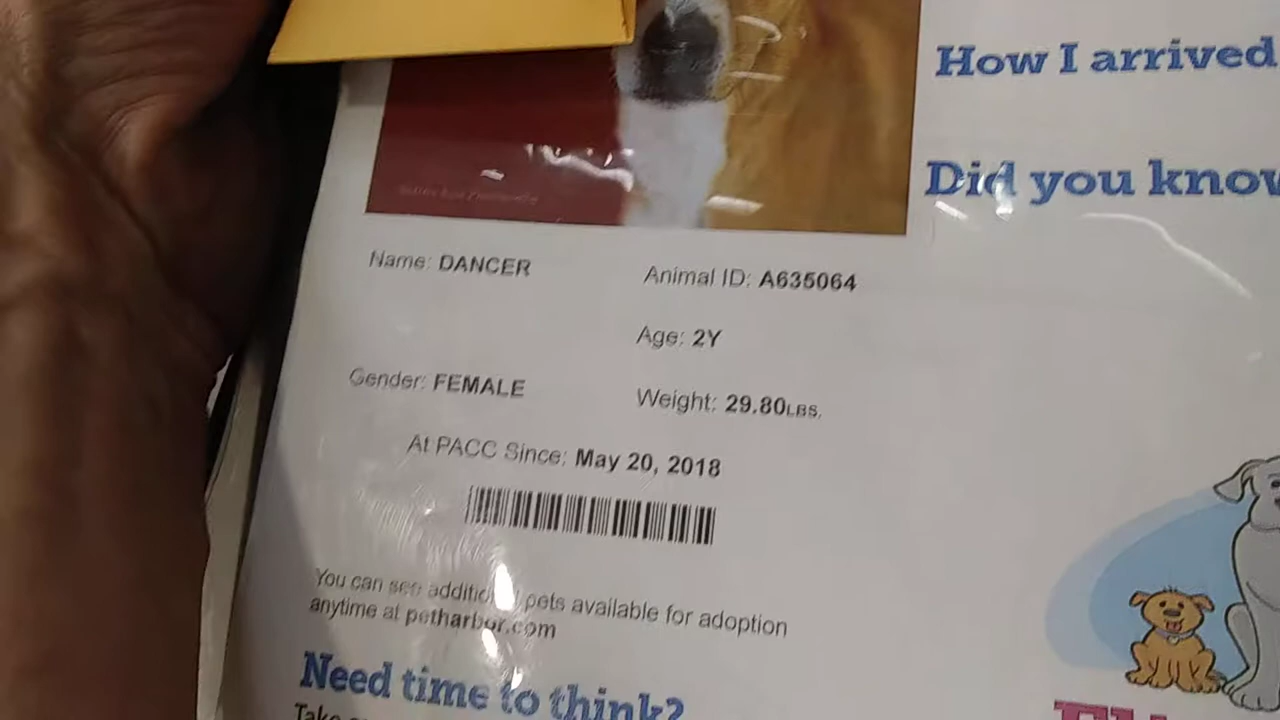 How I arrived
Did you know
Name: DANCER
Animal ID: A635064
Age: 2Y
Gender: FEMALE
Weight: 29.80LBS.
At PACC Since: May 20, 2018
You can see additional pets available for adoption
anytime at petharbor.com
Need time to think?
Take